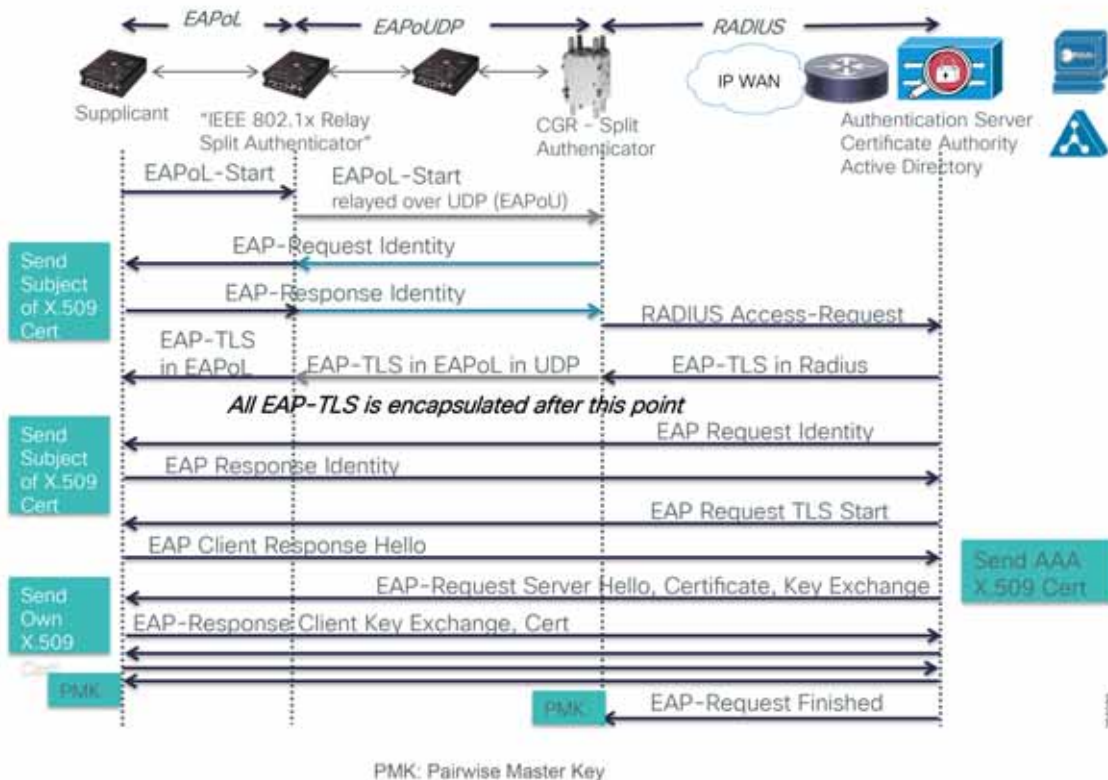 EAPoL
EAPoUDP
RADIUS
IP WAN
Supplicant
"IEEE 802.1x Relay
Split Authenticator"
CGR - Split
Authenticator
Authentication Server
Certificate Authority
Active Directory
EAPoL-Start
EAPoL-Start
relayed over UDP (EAPoU)
Send
Subject
of X.509
Cert
EAP-Request Identity
EAP-Response Identity
RADIUS Access-Request
EAP-TLS
in EAPoL
EAP-TLS in EAPoL in UDP
EAP-TLS in Radius
All EAP-TLS is encapsulated after this point
Send
Subject
of X.509
Cert
EAP Request Identity
EAP Response Identity
EAP Request TLS Start
EAP Client Response Hello
Send AAA
X.509 Cert
EAP-Request Server Hello, Certificate, Key Exchange
Send
Own
X.509
Cert
EAP-Response Client Key Exchange, Cert
PMK
PMK
EAP-Request Finished
PMK: Pairwise Master Key